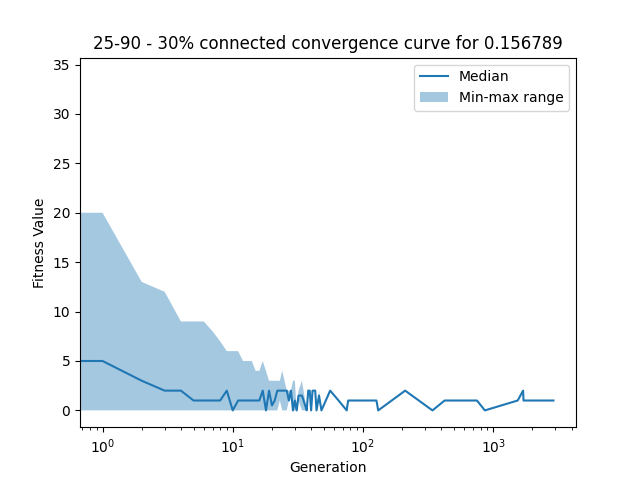 25-90 - 30% connected convergence curve for 0.156789
Median
Min-max range
35
30
25
20
15
10
5
0
Fitness Value
10⁰ 10¹ 10² 10³
Generation